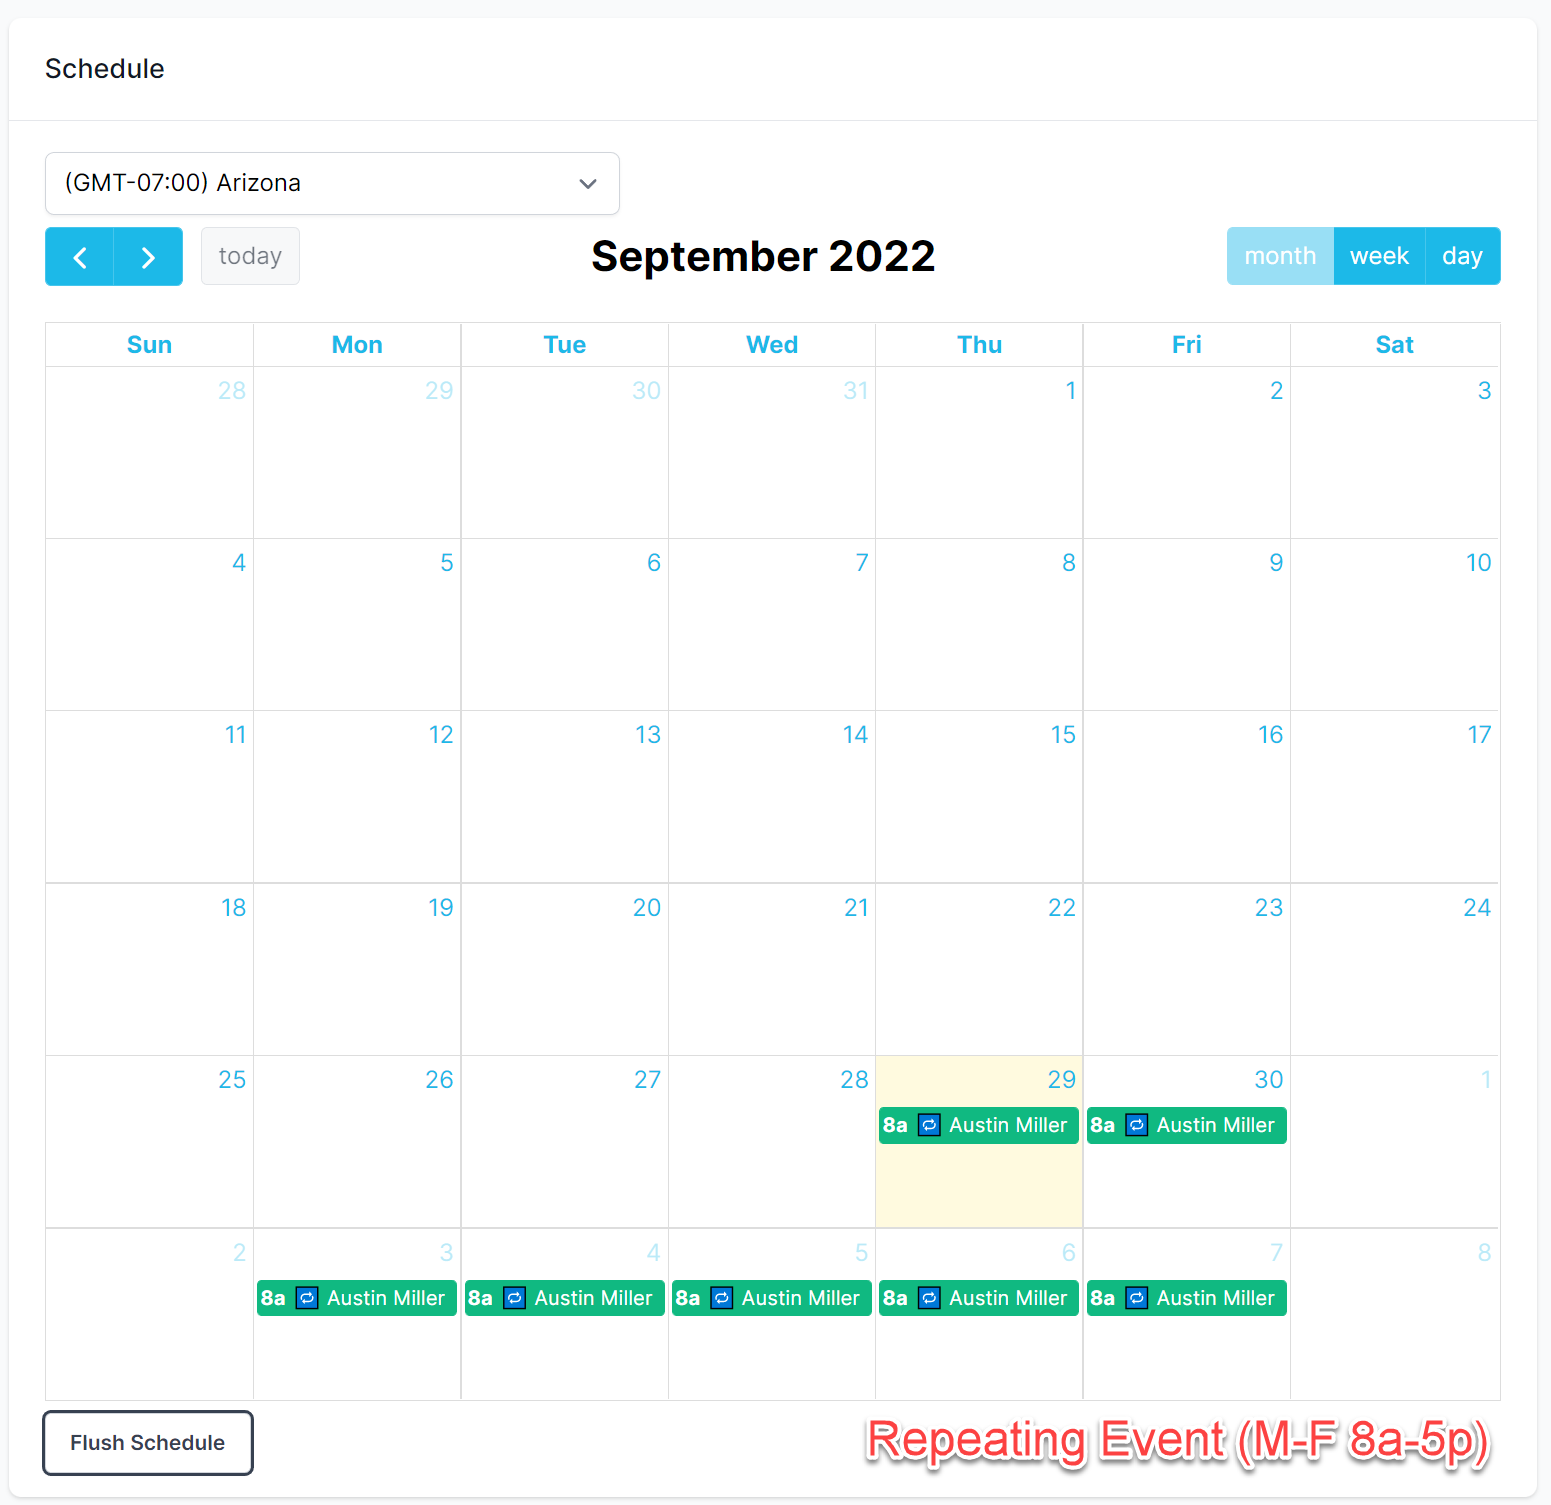 Schedule
(GMT-07:00) Arizona
today
September 2022
month week day
Sun Mon Tue Wed Thu Fri Sat
28 29 30 31 1 2 3
4 5 6 7 8 9 10
11 12 13 14 15 16 17
18 19 20 21 22 23 24
25 26 27 28 29 30 1
8a Austin Miller 8a Austin Miller
2 3 4 5 6 7 8
8a Austin Miller 8a Austin Miller 8a Austin Miller 8a Austin Miller 8a Austin Miller
Flush Schedule
Repeating Event (M-F 8a-5p)